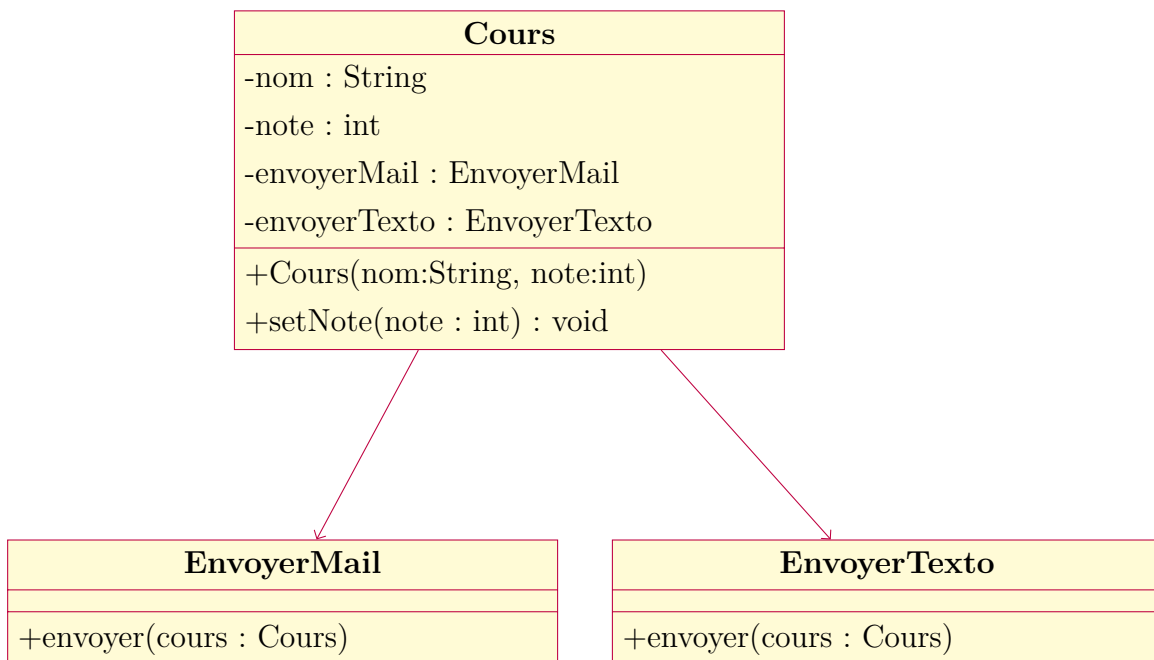 Cours
-nom : String
-note : int
-envoyerMail : EnvoyerMail
-envoyerTexto : EnvoyerTexto
+Cours(nom:String, note:int)
+setNote(note : int) : void
EnvoyerMail
+envoyer(cours : Cours)
EnvoyerTexto
+envoyer(cours : Cours)